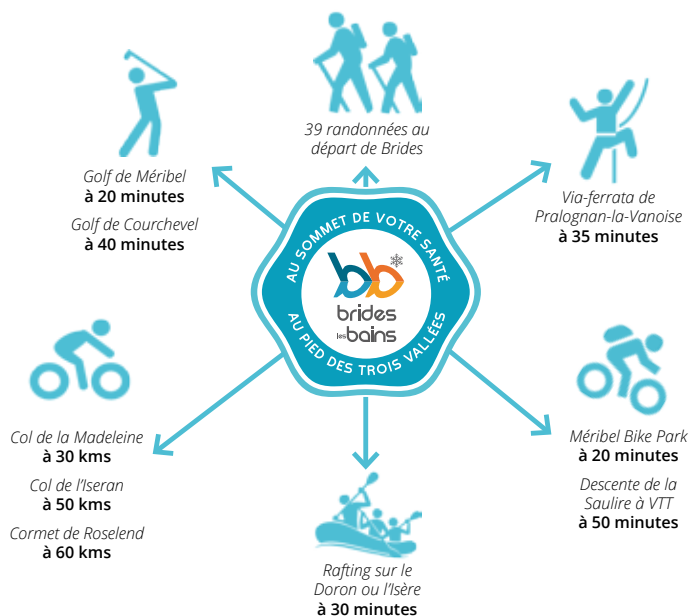 39 randonnées au
départ de Brides
Golf de Méribel
à 20 minutes
Golf de Courchevel
à 40 minutes
Via-ferrata de
Pralognan-la-Vanoise
à 35 minutes
AU SOMMET DE VOTRE SANTÉ
bb
brides
les bains
AU PIED DES TROIS VALLÉES
Col de la Madeleine
à 30 kms
Col de l'Iseran
à 50 kms
Cormet de Roselend
à 60 kms
Méribel Bike Park
à 20 minutes
Descente de la
Saulire à VTT
à 50 minutes
Rafting sur le
Doron ou l'Isère
à 30 minutes